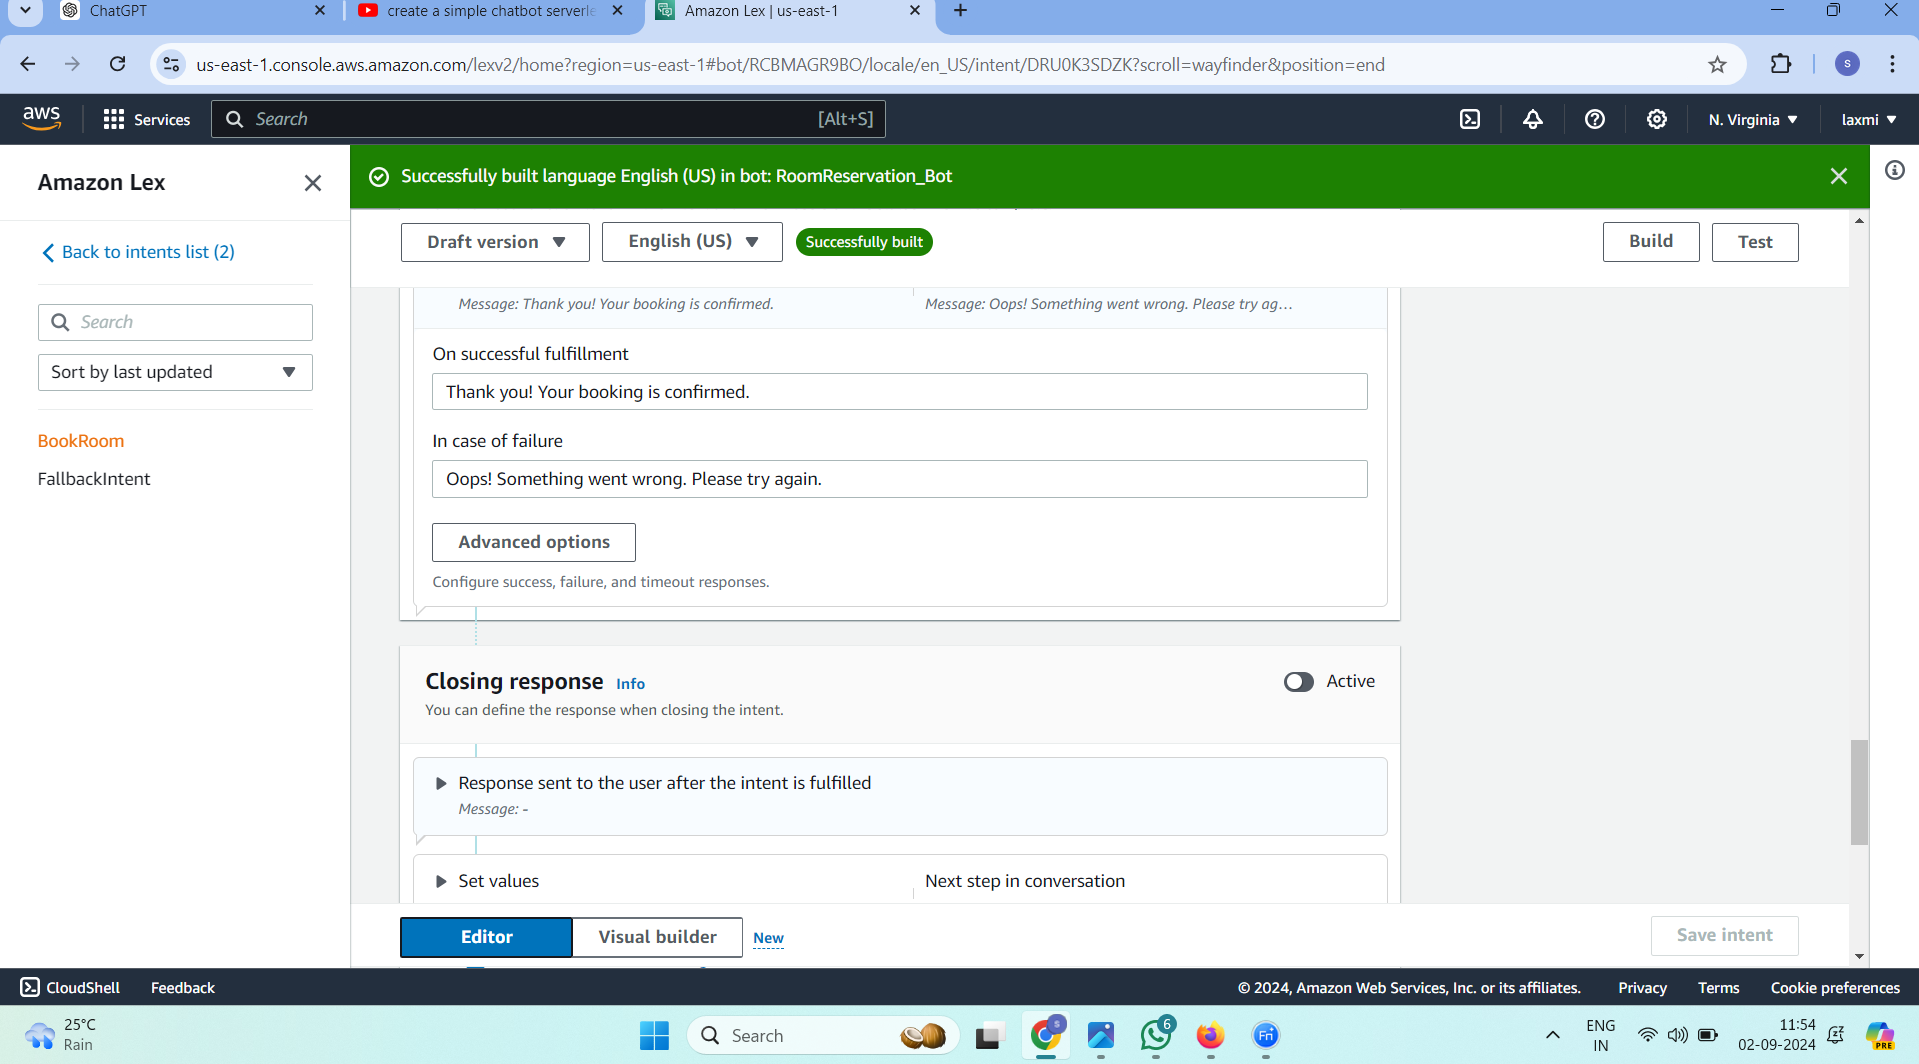 ChatGPT
create a simple chatbot serverle
Amazon Lex | us-east-1
us-east-1.console.aws.amazon.com/lexv2/home?region=us-east-1#bot/RCBMAGR9BO/locale/en_US/intent/DRU0K3SDZK?scroll=wayfinder&position=end
S
aws
Services
Search
[Alt+S]
N. Virginia
laxmi
Amazon Lex
Successfully built language English (US) in bot: RoomReservation_Bot
Back to intents list (2)
Search
Sort by last updated
BookRoom
FallbackIntent
Draft version
English (US)
Successfully built
Build
Test
Message: Thank you! Your booking is confirmed.
Message: Oops! Something went wrong. Please try ag...
On successful fulfillment
Thank you! Your booking is confirmed.
In case of failure
Oops! Something went wrong. Please try again.
Advanced options
Configure success, failure, and timeout responses.
Closing response Info
Active
You can define the response when closing the intent.
Response sent to the user after the intent is fulfilled
Message: -
Set values
Next step in conversation
Editor
Visual builder
New
Save intent
CloudShell
Feedback
© 2024, Amazon Web Services, Inc. or its affiliates.
Privacy
Terms
Cookie preferences
25°C
Rain
Search
S
6
Fn
ENG
IN
11:54
02-09-2024
PRE